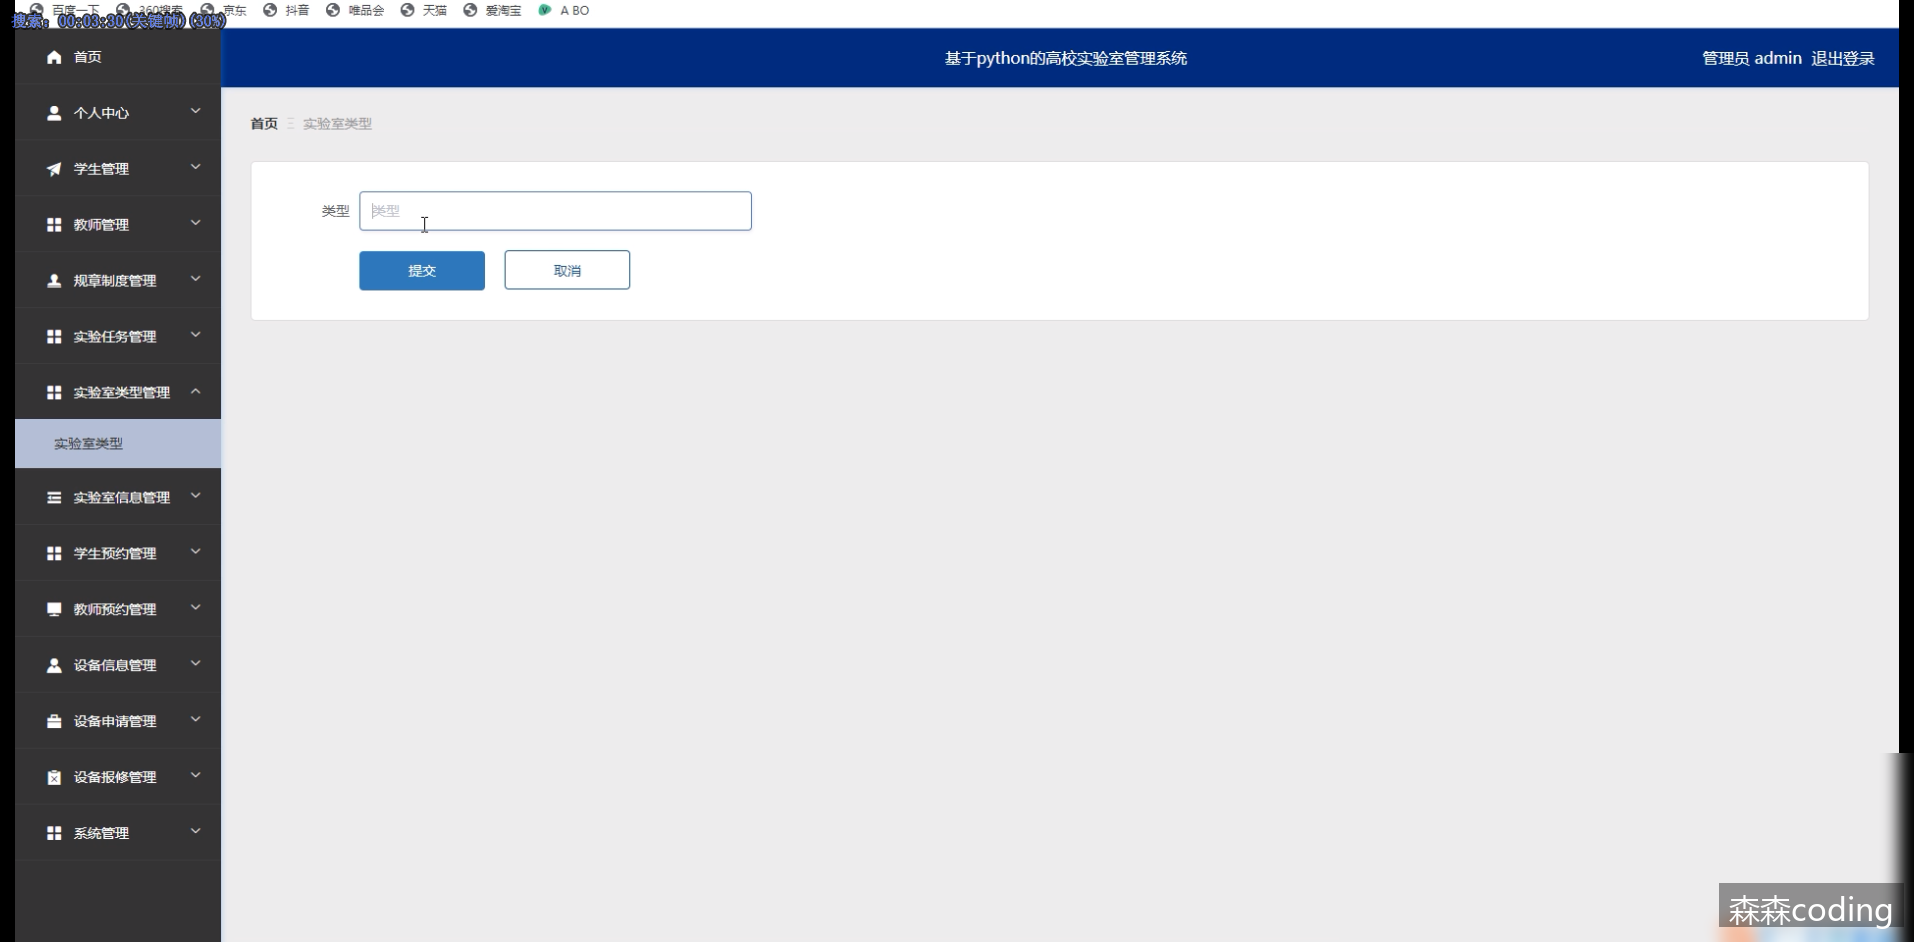 百度一下 360搜索 京东 抖音 唯品会 天猫 爱淘宝 A BO
搜索: 00:03:30(关键帧)(30%)
首页
基于python的高校实验室管理系统
管理员 admin 退出登录
个人中心
首页 实验室类型
学生管理
类型 类型
教师管理
提交 取消
规章制度管理
实验任务管理
实验室类型管理
实验室类型
实验室信息管理
学生预约管理
教师预约管理
设备信息管理
设备申请管理
设备报修管理
系统管理
森森coding